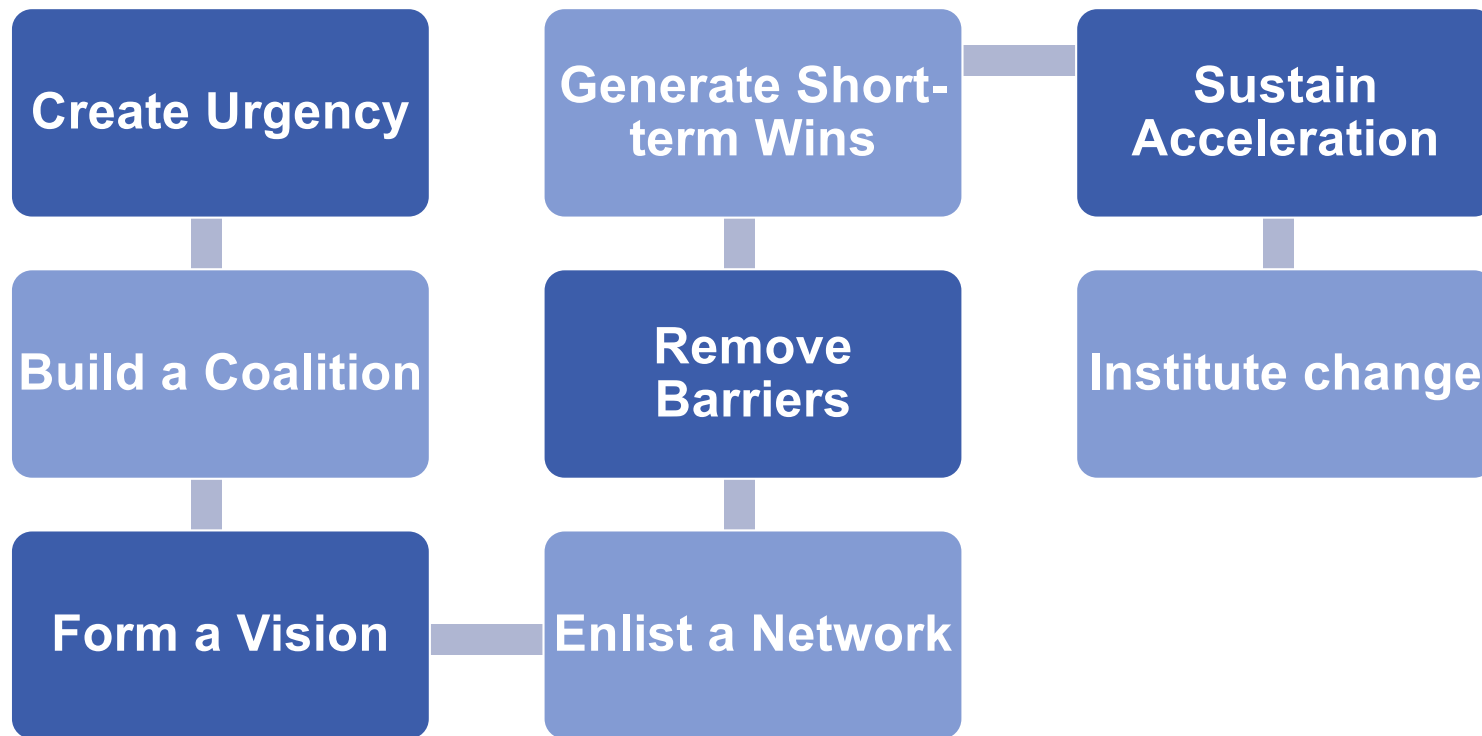 Create Urgency
Build a Coalition
Form a Vision
Enlist a Network
Remove
Barriers
Generate Short-
term Wins
Sustain
Acceleration
Institute change